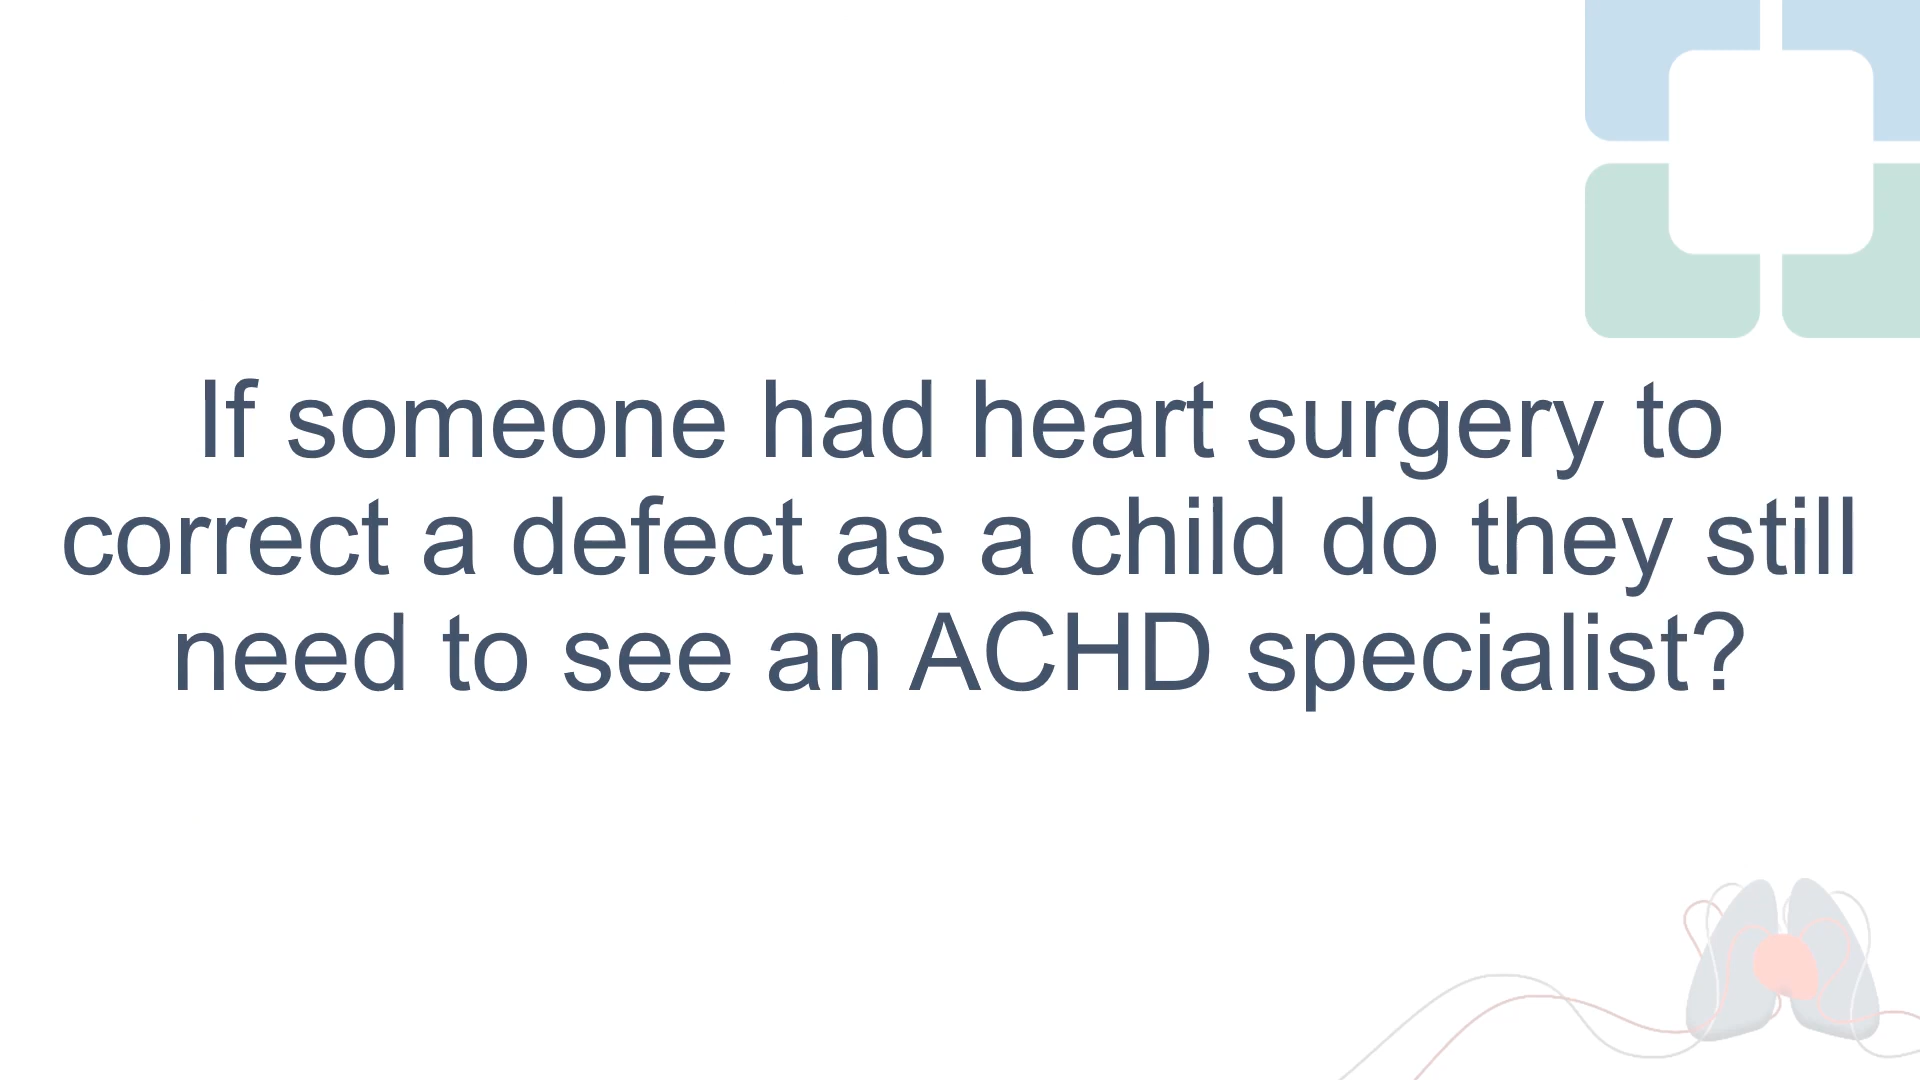 If someone had heart surgery to
correct a defect as a child do they still
need to see an ACHD specialist?